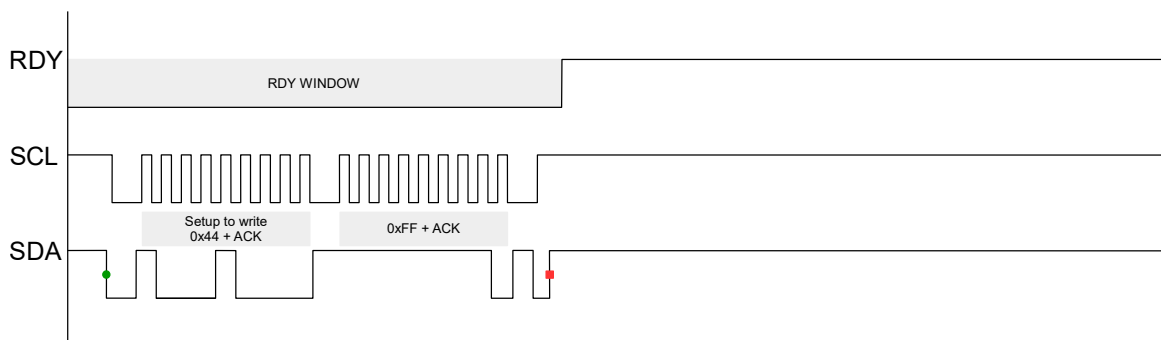 RDY
RDY WINDOW
SCL
Setup to write
0x44 + ACK
0xFF + ACK
SDA